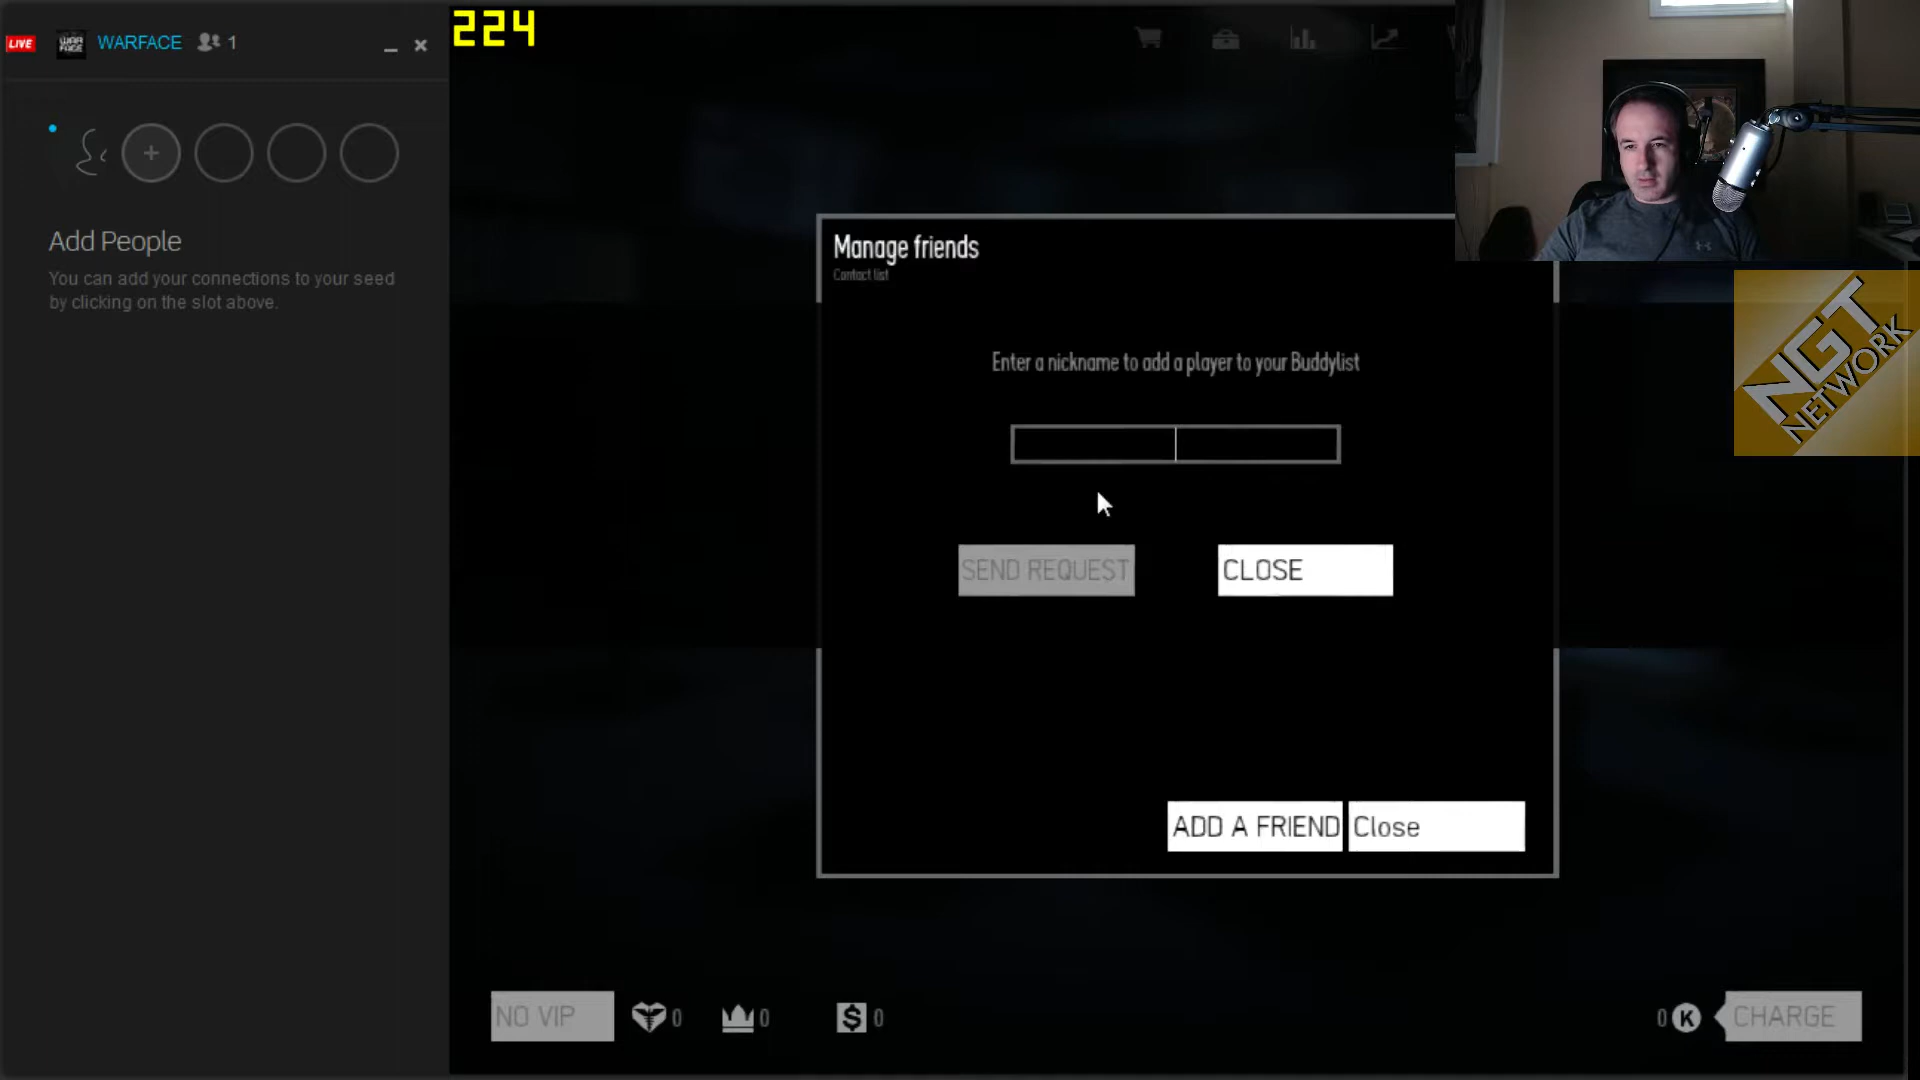 LIVE
WAR FACE
WARFACE 1
224
Add People
You can add your connections to your seed
by clicking on the slot above.
Manage friends
Contact list
Enter a nickname to add a player to your Buddylist
SEND REQUEST
CLOSE
ADD A FRIEND
Close
NGT
NETWORK
NO VIP
0
0
$ 0
0 K
CHARGE